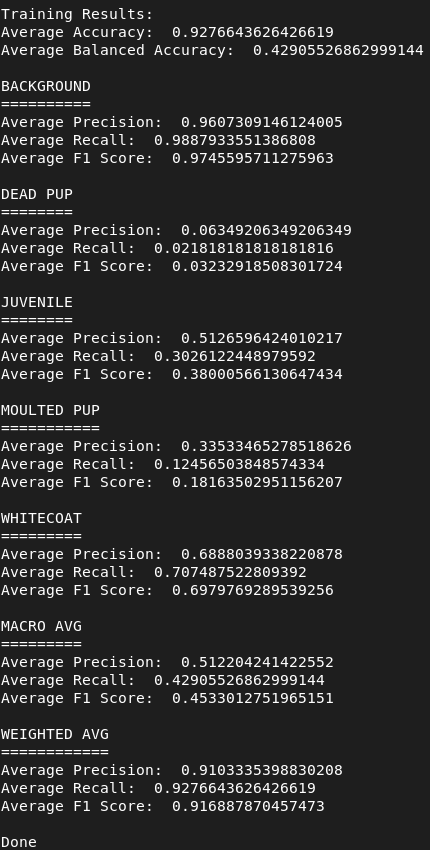 Training Results:
Average Accuracy:  0.9276643626426619
Average Balanced Accuracy:  0.42905526862999144

BACKGROUND
==========
Average Precision:  0.9607309146124005
Average Recall:  0.9887933551386808
Average F1 Score:  0.9745595711275963

DEAD PUP
========
Average Precision:  0.06349206349206349
Average Recall:  0.021818181818181816
Average F1 Score:  0.03232918508301724

JUVENILE
========
Average Precision:  0.5126596424010217
Average Recall:  0.3026122448979592
Average F1 Score:  0.38000566130647434

MOULTED PUP
===========
Average Precision:  0.33533465278518626
Average Recall:  0.12456503848574334
Average F1 Score:  0.18163502951156207

WHITECOAT
=========
Average Precision:  0.6888039338220878
Average Recall:  0.707487522809392
Average F1 Score:  0.6979769289539256

MACRO AVG
=========
Average Precision:  0.512204241422552
Average Recall:  0.42905526862999144
Average F1 Score:  0.4533012751965151

WEIGHTED AVG
============
Average Precision:  0.9103335398830208
Average Recall:  0.9276643626426619
Average F1 Score:  0.916887870457473

Done